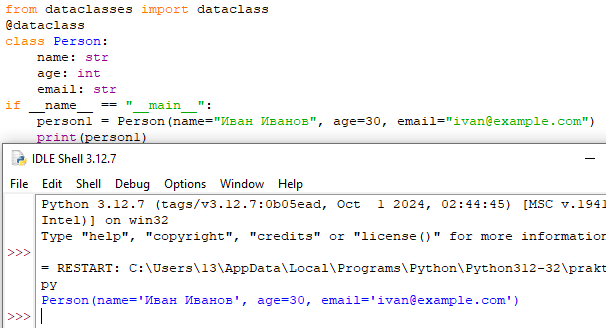 from dataclasses import dataclass
@dataclass
class Person:
    name: str
    age: int
    email: str
if __name__ == "__main__":
    person1 = Person(name="Иван Иванов", age=30, email="ivan@example.com")
    print(person1)
IDLE Shell 3.12.7
File Edit Shell Debug Options Window Help
Python 3.12.7 (tags/v3.12.7:0b05ead, Oct  1 2024, 02:44:45) [MSC v.1941
Intel)] on win32
Type "help", "copyright", "credits" or "license()" for more information
>>>
= RESTART: C:\Users\13\AppData\Local\Programs\Python\Python312-32\prakt
py
Person(name='Иван Иванов', age=30, email='ivan@example.com')
>>>